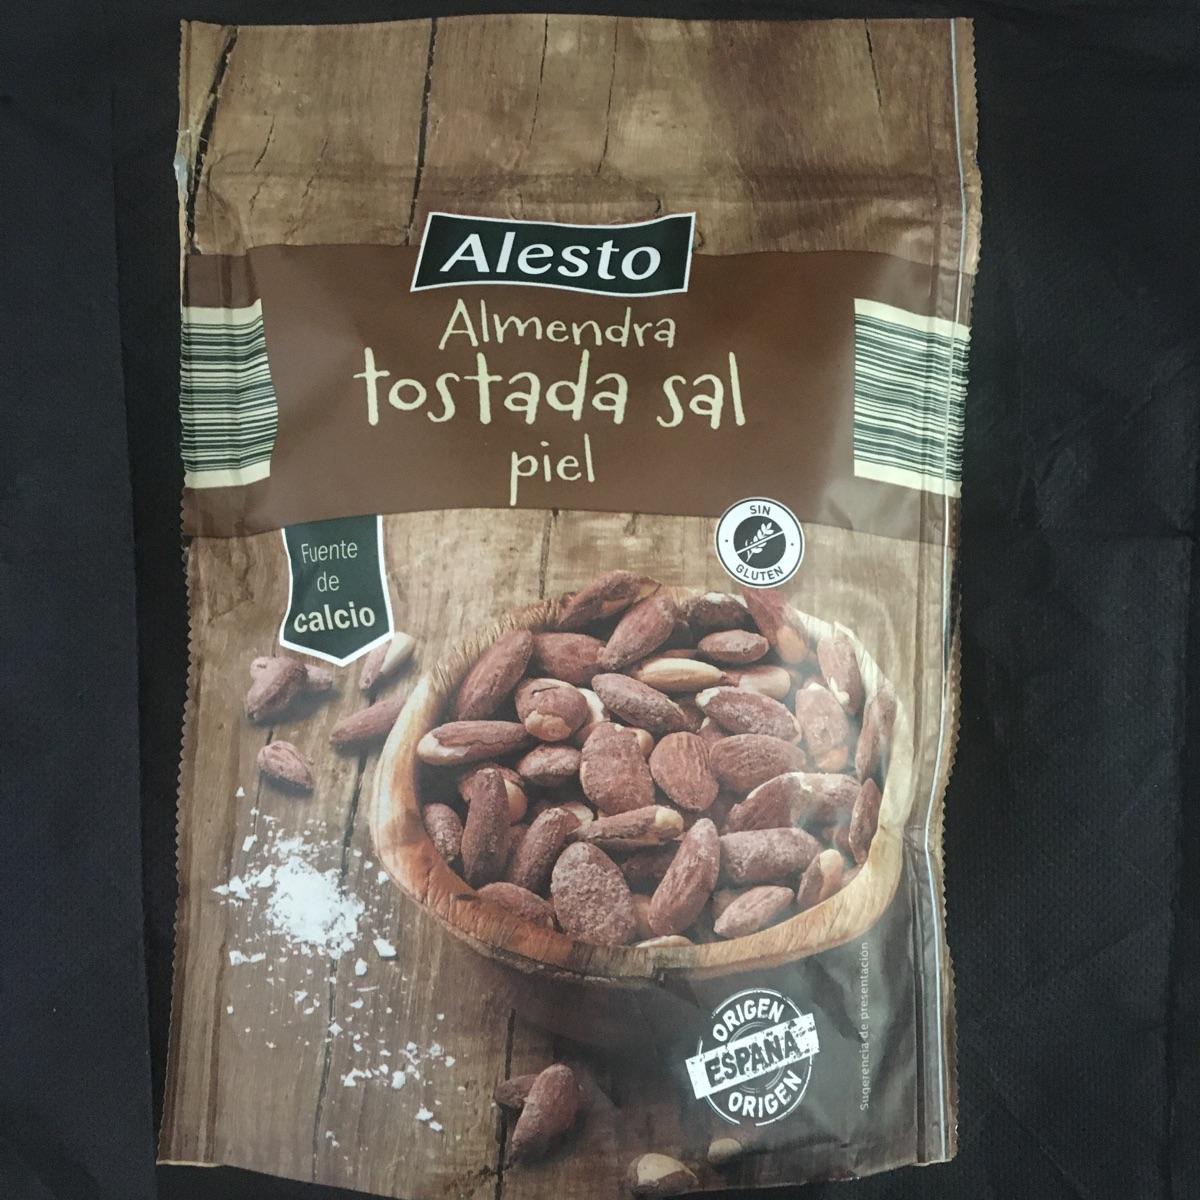 Alesto
Almendra
tostada sal
piel
SIN
GLUTEN
Fuente
de
calcio
ORIGEN
ESPAÑA
ORIGEN
Sugerencia de presentación